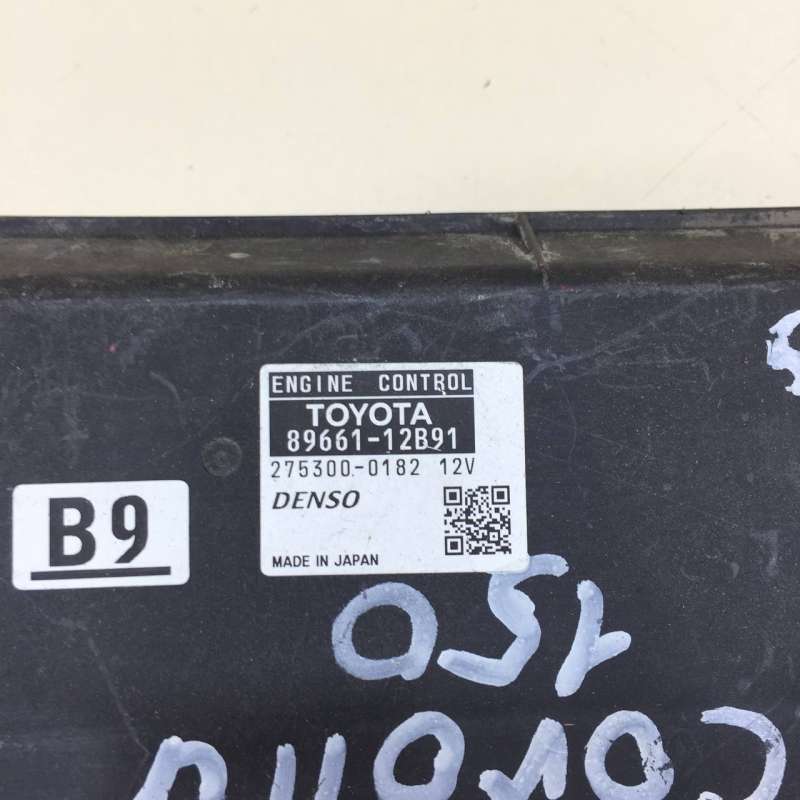 ENGINE CONTROL
TOYOTA
89661-12B91
275300-0182 12V
DENSO
MADE IN JAPAN
B9
Corolla
150